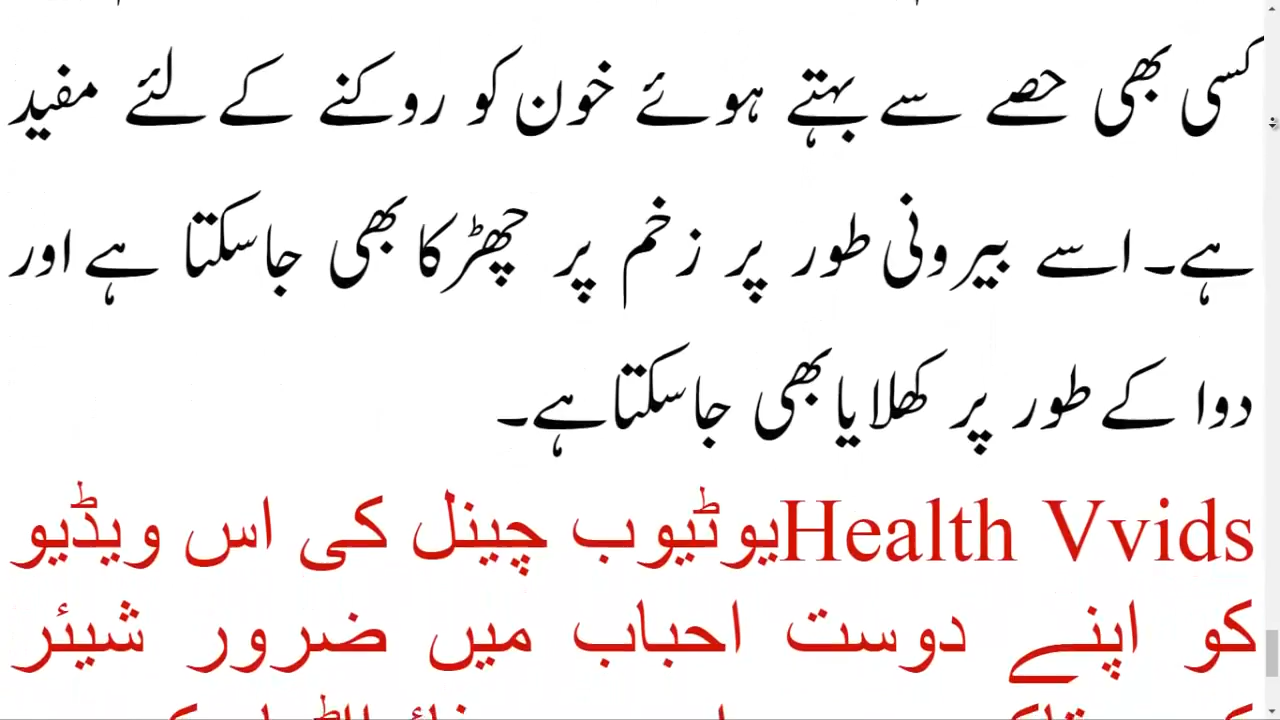 کسی بھی حصے سے بہتے ہوئے خون کو روکنے کے لئے مفید
ہے۔ اسے بیرونی طور پر زخم پر چھڑکا بھی جاسکتا ہے اور
دوا کے طور پر کھلایا بھی جاسکتا ہے۔
Health Vvids یوٹیوب چینل کی اس ویڈیو
کو اپنے دوست احباب میں ضرور شیئر